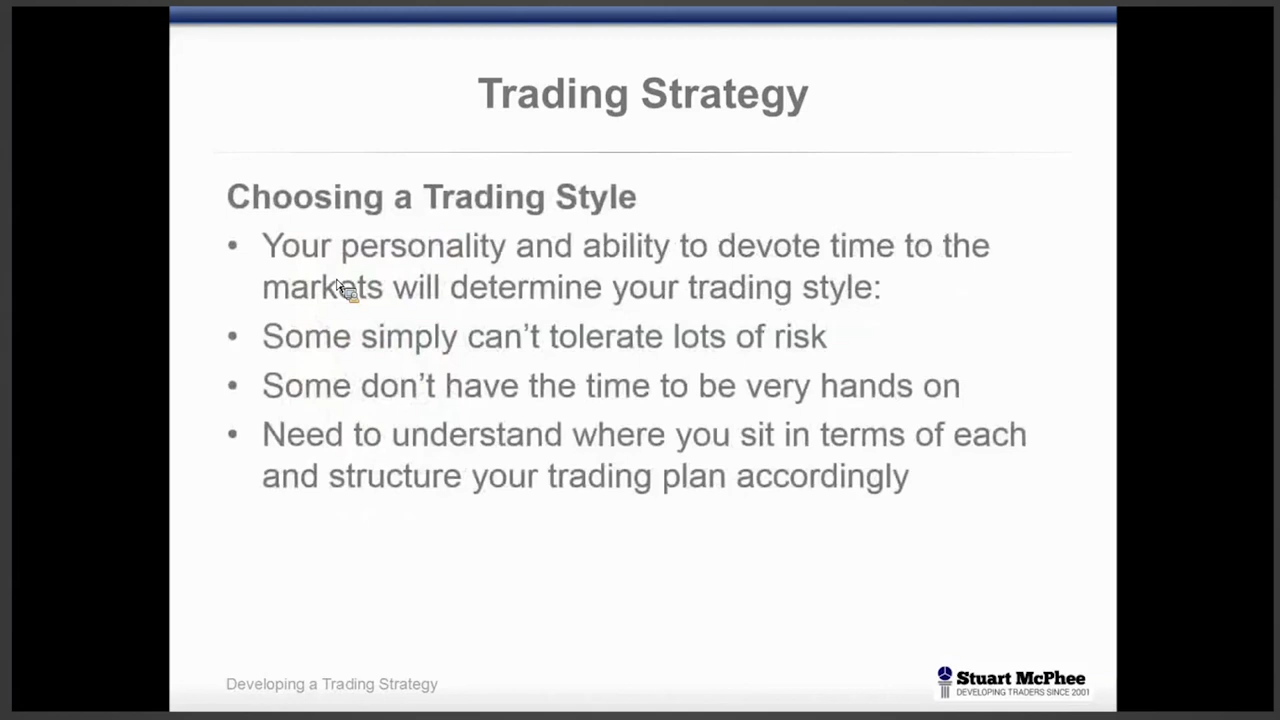 Trading Strategy
Choosing a Trading Style
• Your personality and ability to devote time to the
markets will determine your trading style:
• Some simply can't tolerate lots of risk
• Some don't have the time to be very hands on
• Need to understand where you sit in terms of each
and structure your trading plan accordingly
Developing a Trading Strategy
Stuart McPhee
DEVELOPING TRADERS SINCE 2001